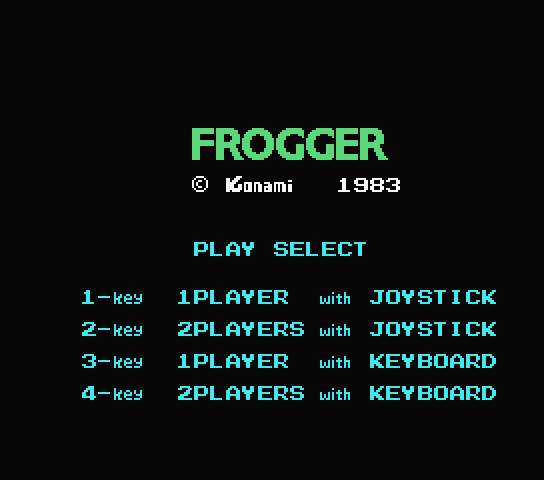 FROGGER
© Konami 1983
PLAY SELECT
1-key 1PLAYER with JOYSTICK
2-key 2PLAYERS with JOYSTICK
3-key 1PLAYER with KEYBOARD
4-key 2PLAYERS with KEYBOARD